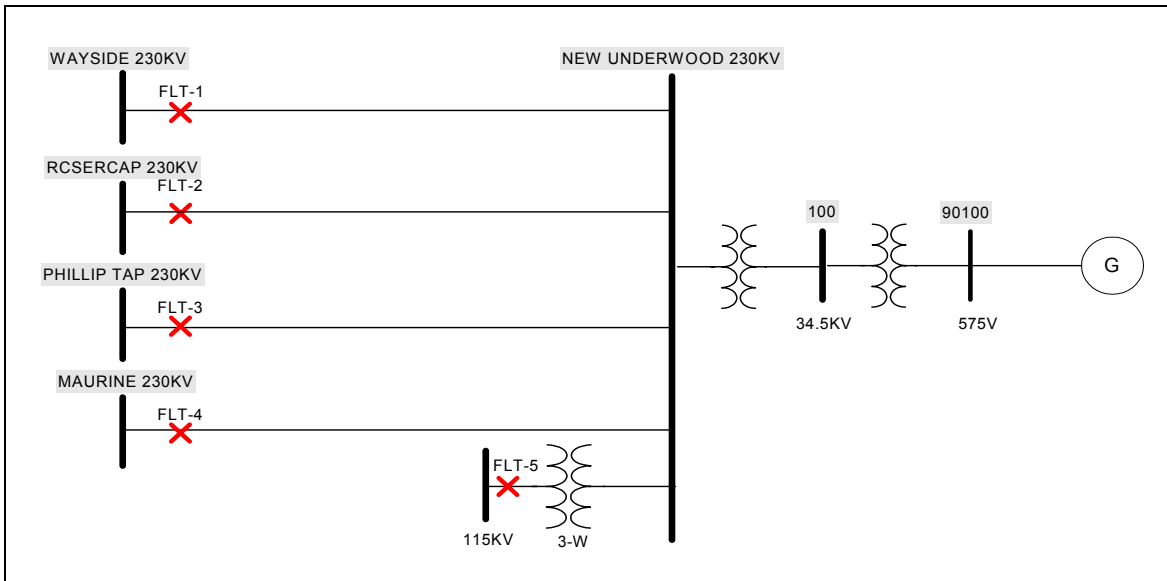 WAYSIDE 230KV
NEW UNDERWOOD 230KV
FLT-1
RCSERCAP 230KV
FLT-2
100
90100
G
PHILLIP TAP 230KV
FLT-3
34.5KV
575V
MAURINE 230KV
FLT-4
FLT-5
115KV
3-W